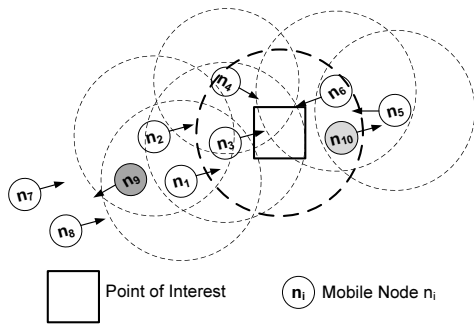 n4
n6
n5
n2
n3
n10
n7
n9
n1
n8
Point of Interest
ni Mobile Node ni